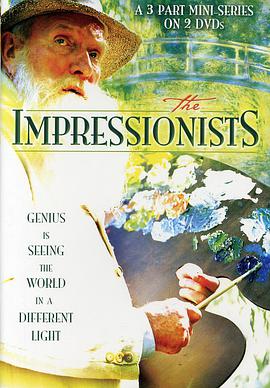 A 3 PART MINI-SERIES
ON 2 DVDs
The
IMPRESSIONISTS
GENIUS
IS
SEEING
THE
WORLD
IN A
DIFFERENT
LIGHT